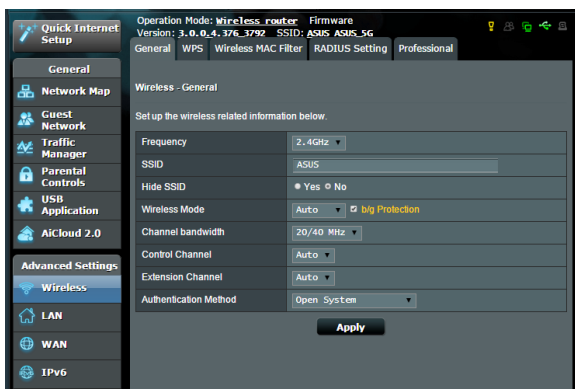 Quick Internet
Setup
Operation Mode: Wireless router Firmware
Version: 3.0.0.4.376_3792 SSID: ASUS ASUS_5G
General WPS Wireless MAC Filter RADIUS Setting Professional
General
Network Map
Guest
Network
Traffic
Manager
Parental
Controls
USB
Application
AiCloud 2.0
Advanced Settings
Wireless
LAN
WAN
IPv6
Wireless - General
Set up the wireless related information below.
Frequency 2.4GHz
SSID ASUS
Hide SSID Yes No
Wireless Mode Auto b/g Protection
Channel bandwidth 20/40 MHz
Control Channel Auto
Extension Channel Auto
Authentication Method Open System
Apply